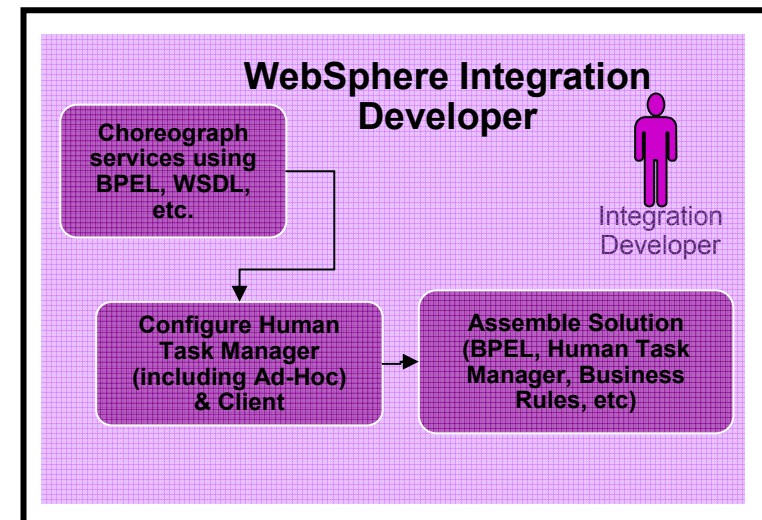 WebSphere Integration
Developer
Choreograph
services using
BPEL, WSDL,
etc.
Integration
Developer
Configure Human
Task Manager
(including Ad-Hoc)
& Client
Assemble Solution
(BPEL, Human Task
Manager, Business
Rules, etc)